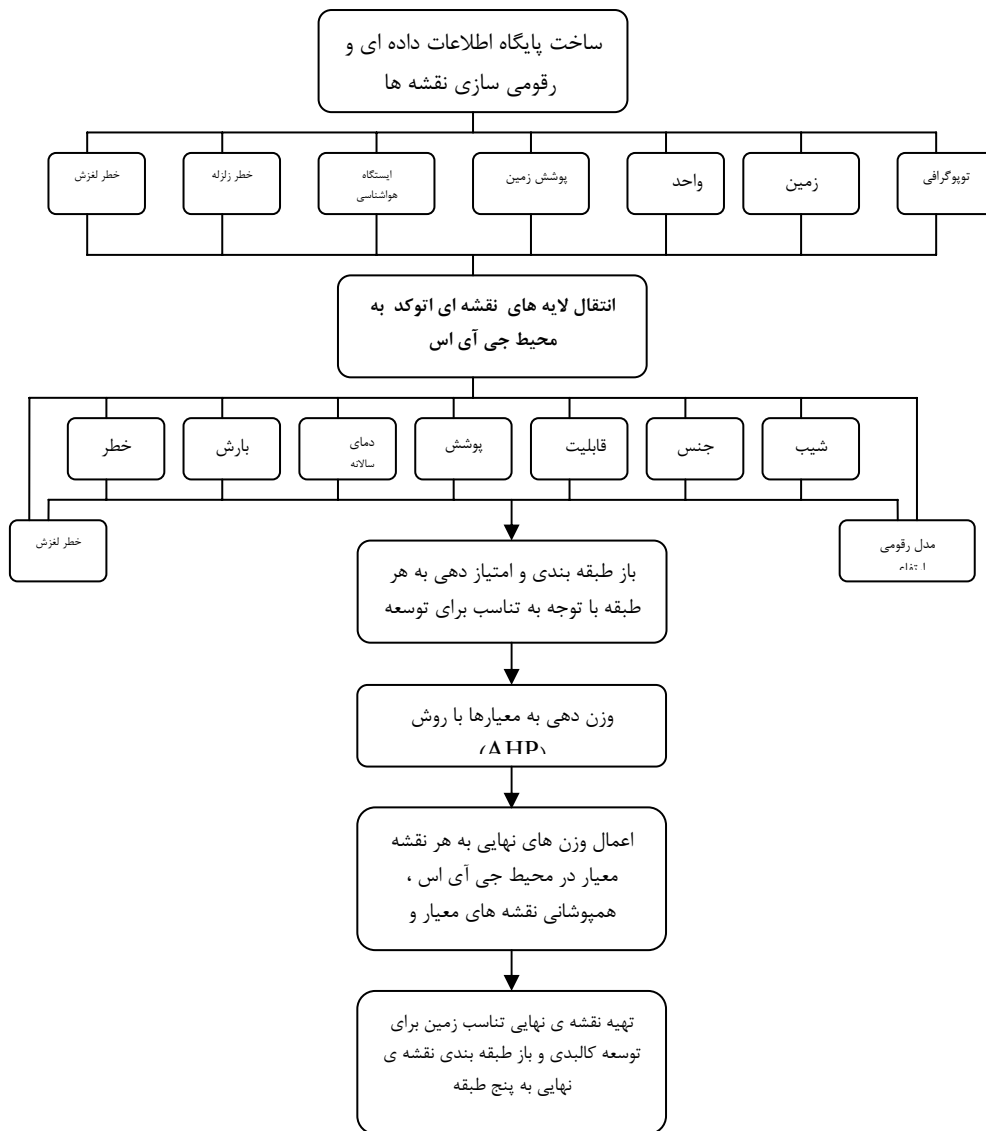 ساخت پایگاه اطلاعات داده ای و
رقومی سازی نقشه ها
توپوگرافی
زمین
واحد
پوشش زمین
ایستگاه
هواشناسی
خطر زلزله
خطر لغزش
انتقال لایه های نقشه ای اتوکد به
محیط جی آی اس
شیب
جنس
قابلیت
پوشش
دمای
سالانه
بارش
خطر
مدل رقومی
خطر لغزش
باز طبقه بندی و امتیاز دهی به هر
طبقه با توجه به تناسب برای توسعه
وزن دهی به معیارها با روش
(AHP)
اعمال وزن های نهایی به هر نقشه
معیار در محیط جی آی اس ،
همپوشانی نقشه های معیار و
تهیه نقشه ی نهایی تناسب زمین برای
توسعه کالبدی و باز طبقه بندی نقشه ی
نهایی به پنج طبقه